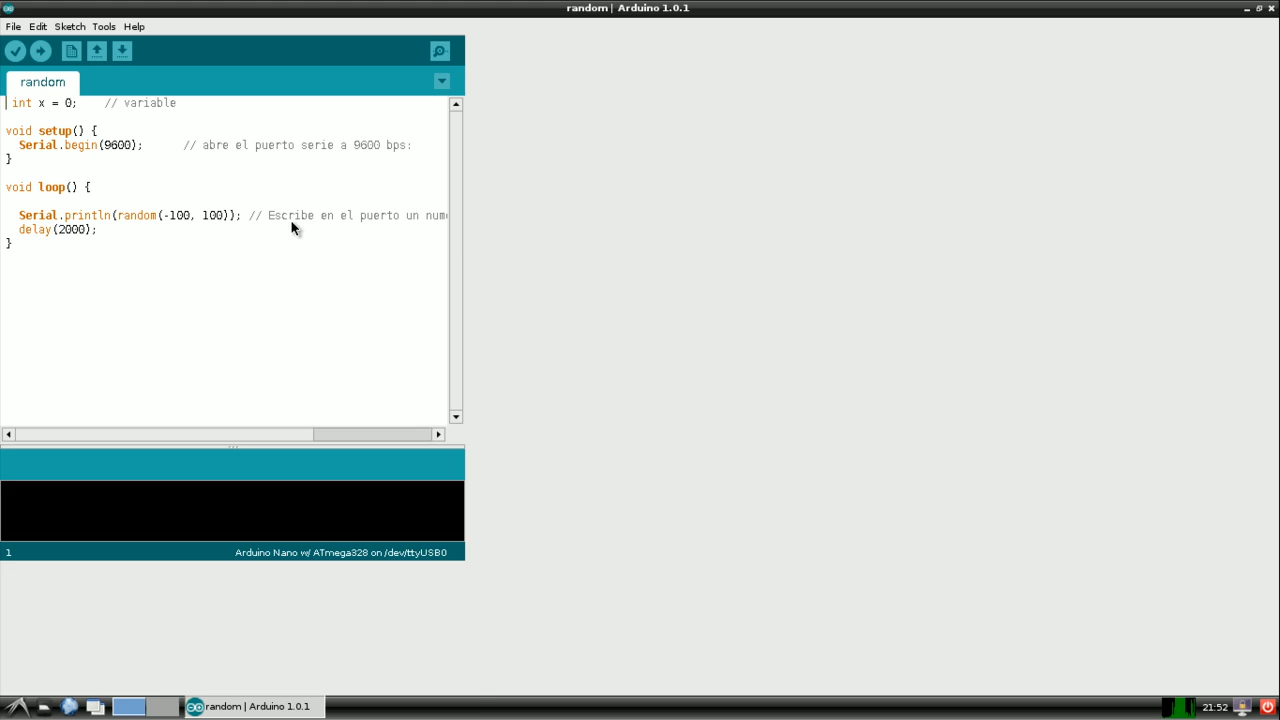 random | Arduino 1.0.1
File Edit Sketch Tools Help
random
int x = 0;    // variable
void setup() {
  Serial.begin(9600);      // abre el puerto serie a 9600 bps:
}
void loop() {
  Serial.println(random(-100, 100)); // Escribe en el puerto un num
  delay(2000);
}
1
Arduino Nano w/ ATmega328 on /dev/ttyUSB0
random | Arduino 1.0.1
21:52